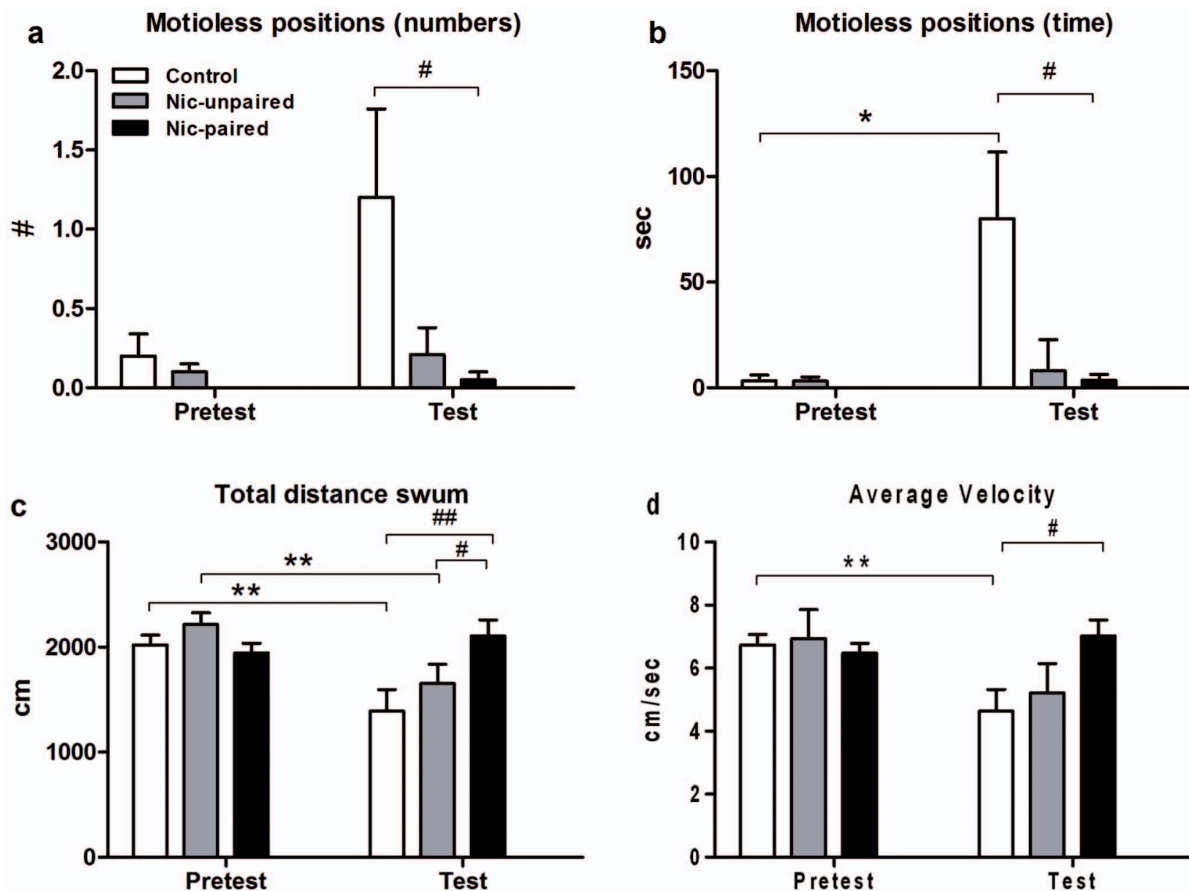 a
Motioless positions (numbers)
2.0
1.5
1.0
0.5
0.0
#
Control
Nic-unpaired
Nic-paired
#
Pretest
Test
b
Motioless positions (time)
150
100
50
0
sec
*
#
Pretest
Test
c
Total distance swum
3000
2000
1000
0
cm
**
**
##
#
Pretest
Test
d
Average Velocity
10
8
6
4
2
0
cm/sec
**
#
Pretest
Test